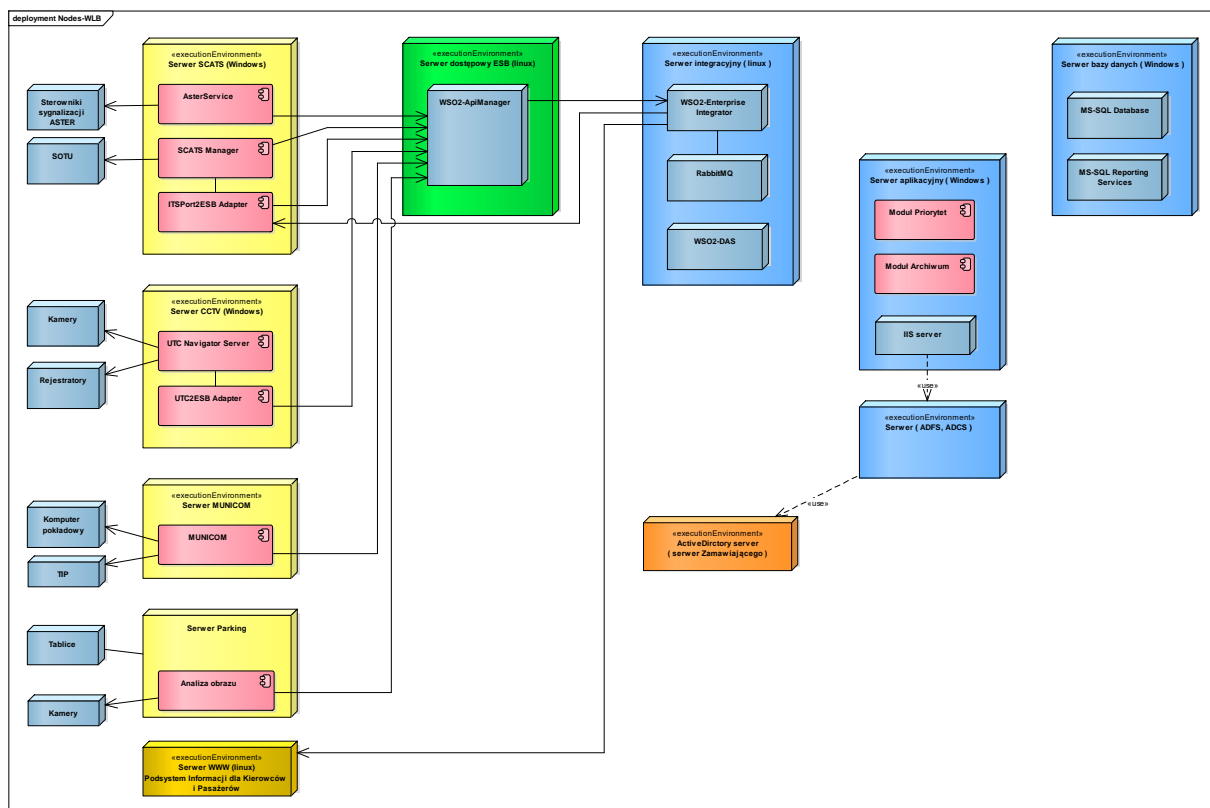 deployment Nodes-WLB
«executionEnvironment»
Serwer SCATS (Windows)
AsterService
SCATS Manager
ITSPort2ESB Adapter
Sterowniki
sygnalizacji
ASTER
SOTU
«executionEnvironment»
Serwer dostępowy ESB (linux)
WSO2-ApiManager
«executionEnvironment»
Serwer integracyjny ( linux )
WSO2-Enterprise
Integrator
RabbitMQ
WSO2-DAS
«executionEnvironment»
Serwer aplikacyjny ( Windows )
Moduł Priorytet
Moduł Archiwum
IIS server
«use»
«executionEnvironment»
Serwer bazy danych ( Windows )
MS-SQL Database
MS-SQL Reporting
Services
«executionEnvironment»
Serwer CCTV (Windows)
UTC Navigator Server
UTC2ESB Adapter
Kamery
Rejestratory
«executionEnvironment»
Serwer ( ADFS, ADCS )
«use»
«executionEnvironment»
ActiveDirctory server
( serwer Zamawiającego )
«executionEnvironment»
Serwer MUNICOM
MUNICOM
Komputer
pokładowy
TIP
Serwer Parking
Analiza obrazu
Tablice
Kamery
«executionEnvironment»
Serwer WWW (linux)
Podsystem Informacji dla Kierowców
i Pasażerów